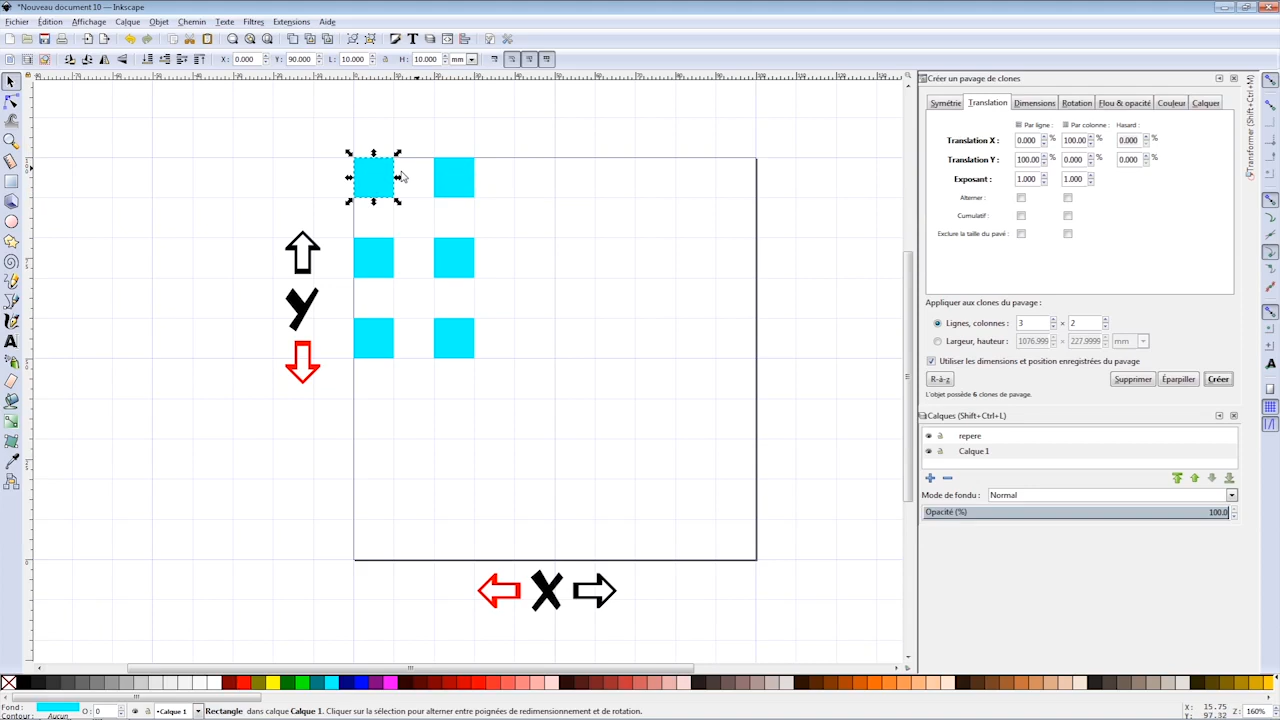 *Nouveau document 10 — Inkscape
Fichier Édition Affichage Calque Objet Chemin Texte Filtres Extensions Aide
X: 0.000 Y: 90.000 L: 10.000 H: 10.000 mm
Créer un pavage de clones
Symétrie Translation Dimensions Rotation Flou & opacité Couleur Calquer
Par ligne : Par colonne : Hasard :
Translation X : 0.000 % 100.00 % 0.000 %
Translation Y : 100.00 % 0.000 % 0.000 %
Exposant : 1.000 1.000
Alterner :
Cumulatif :
Exclure la taille du pavé :
Appliquer aux clones du pavage :
Lignes, colonnes : 3 × 2
Largeur, hauteur : 1076.999 × 227.9999 mm
Utiliser les dimensions et position enregistrées du pavage
R-à-z Supprimer Éparpiller Créer
L'objet possède 6 clones de pavage.
Calques (Shift+Ctrl+L)
repere
Calque 1
Mode de fondu : Normal
Opacité (%) 100.0
Transformer (Shift+Ctrl+M)
y
X
Fond :
Contour : Aucun
O: 0
Calque 1
Rectangle dans calque Calque 1. Cliquer sur la sélection pour alterner entre poignées de redimensionnement et de rotation.
X: 15.75
Y: 97.32
Z: 160%